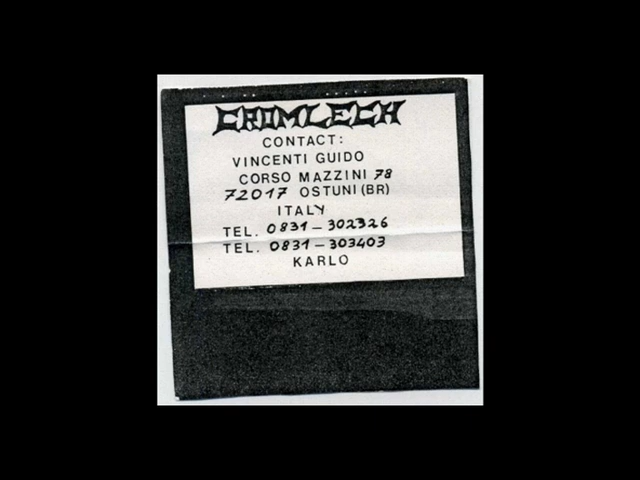 CROMLECH
CONTACT:
VINCENTI GUIDO
CORSO MAZZINI 78
72017 OSTUNI (BR)
ITALY
TEL. 0831-302326
TEL. 0831-303403
KARLO